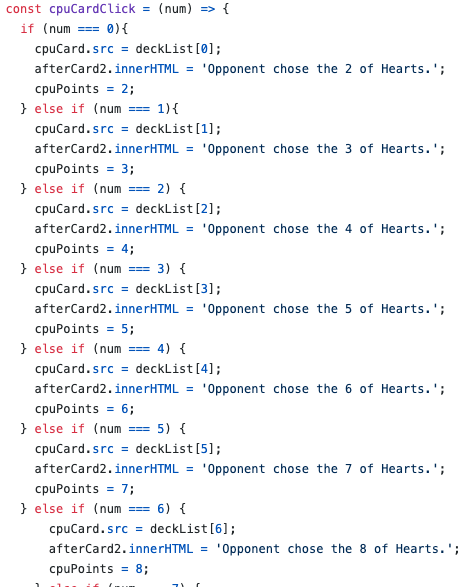 const cpuCardClick = (num) => {
  if (num === 0){
    cpuCard.src = deckList[0];
    afterCard2.innerHTML = 'Opponent chose the 2 of Hearts.';
    cpuPoints = 2;
  } else if (num === 1){
    cpuCard.src = deckList[1];
    afterCard2.innerHTML = 'Opponent chose the 3 of Hearts.';
    cpuPoints = 3;
  } else if (num === 2) {
    cpuCard.src = deckList[2];
    afterCard2.innerHTML = 'Opponent chose the 4 of Hearts.';
    cpuPoints = 4;
  } else if (num === 3) {
    cpuCard.src = deckList[3];
    afterCard2.innerHTML = 'Opponent chose the 5 of Hearts.';
    cpuPoints = 5;
  } else if (num === 4) {
    cpuCard.src = deckList[4];
    afterCard2.innerHTML = 'Opponent chose the 6 of Hearts.';
    cpuPoints = 6;
  } else if (num === 5) {
    cpuCard.src = deckList[5];
    afterCard2.innerHTML = 'Opponent chose the 7 of Hearts.';
    cpuPoints = 7;
  } else if (num === 6) {
      cpuCard.src = deckList[6];
      afterCard2.innerHTML = 'Opponent chose the 8 of Hearts.';
      cpuPoints = 8;
    } else if (num === 7) {